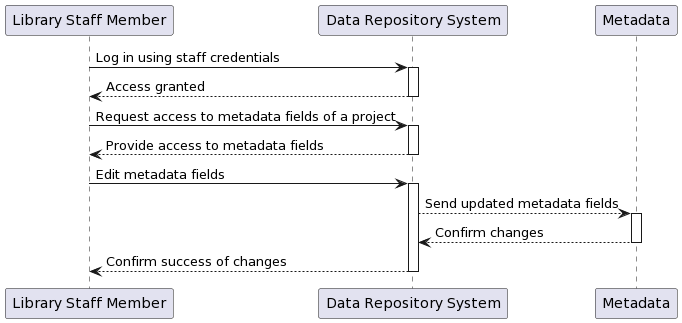 Library Staff Member
Data Repository System
Metadata
Log in using staff credentials
Access granted
Request access to metadata fields of a project
Provide access to metadata fields
Edit metadata fields
Send updated metadata fields
Confirm changes
Confirm success of changes
Library Staff Member
Data Repository System
Metadata